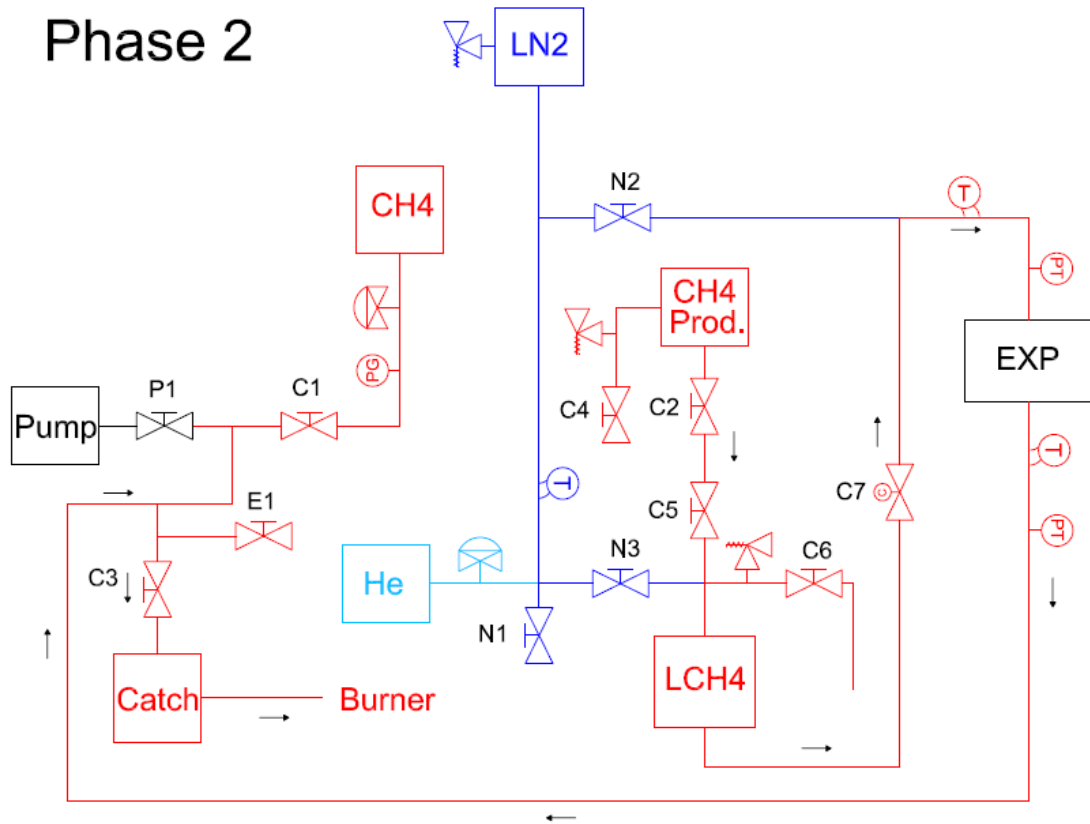 Phase 2
LN2
N2
T
CH4
PT
CH4
Prod.
EXP
PG
P1
C1
C4
C2
Pump
T
T
C7
E1
C5
PT
C3
He
N3
C6
N1
LCH4
Catch
Burner
C